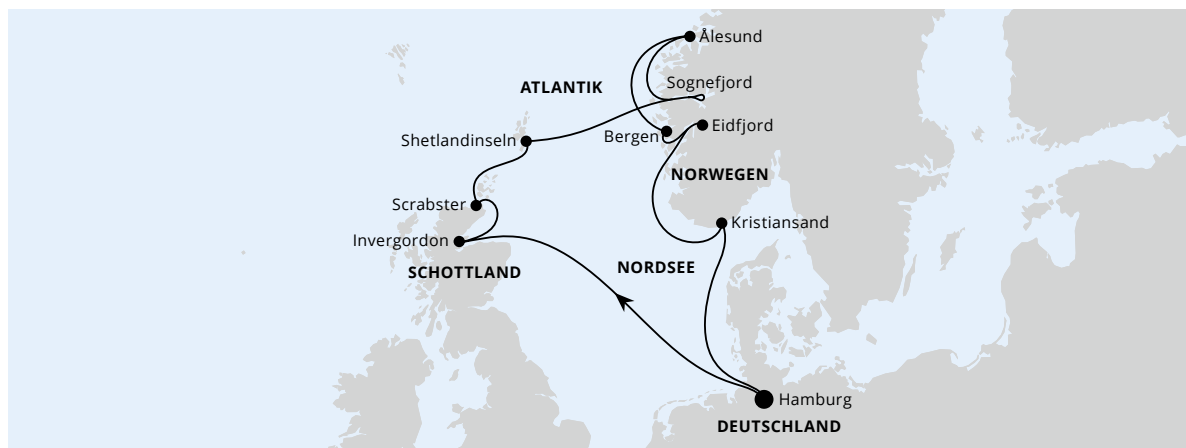 Ålesund
Sognefjord
ATLANTIK
Eidfjord
Bergen
Shetlandinseln
NORWEGEN
Scrabster
Kristiansand
Invergordon
NORDSEE
SCHOTTLAND
Hamburg
DEUTSCHLAND